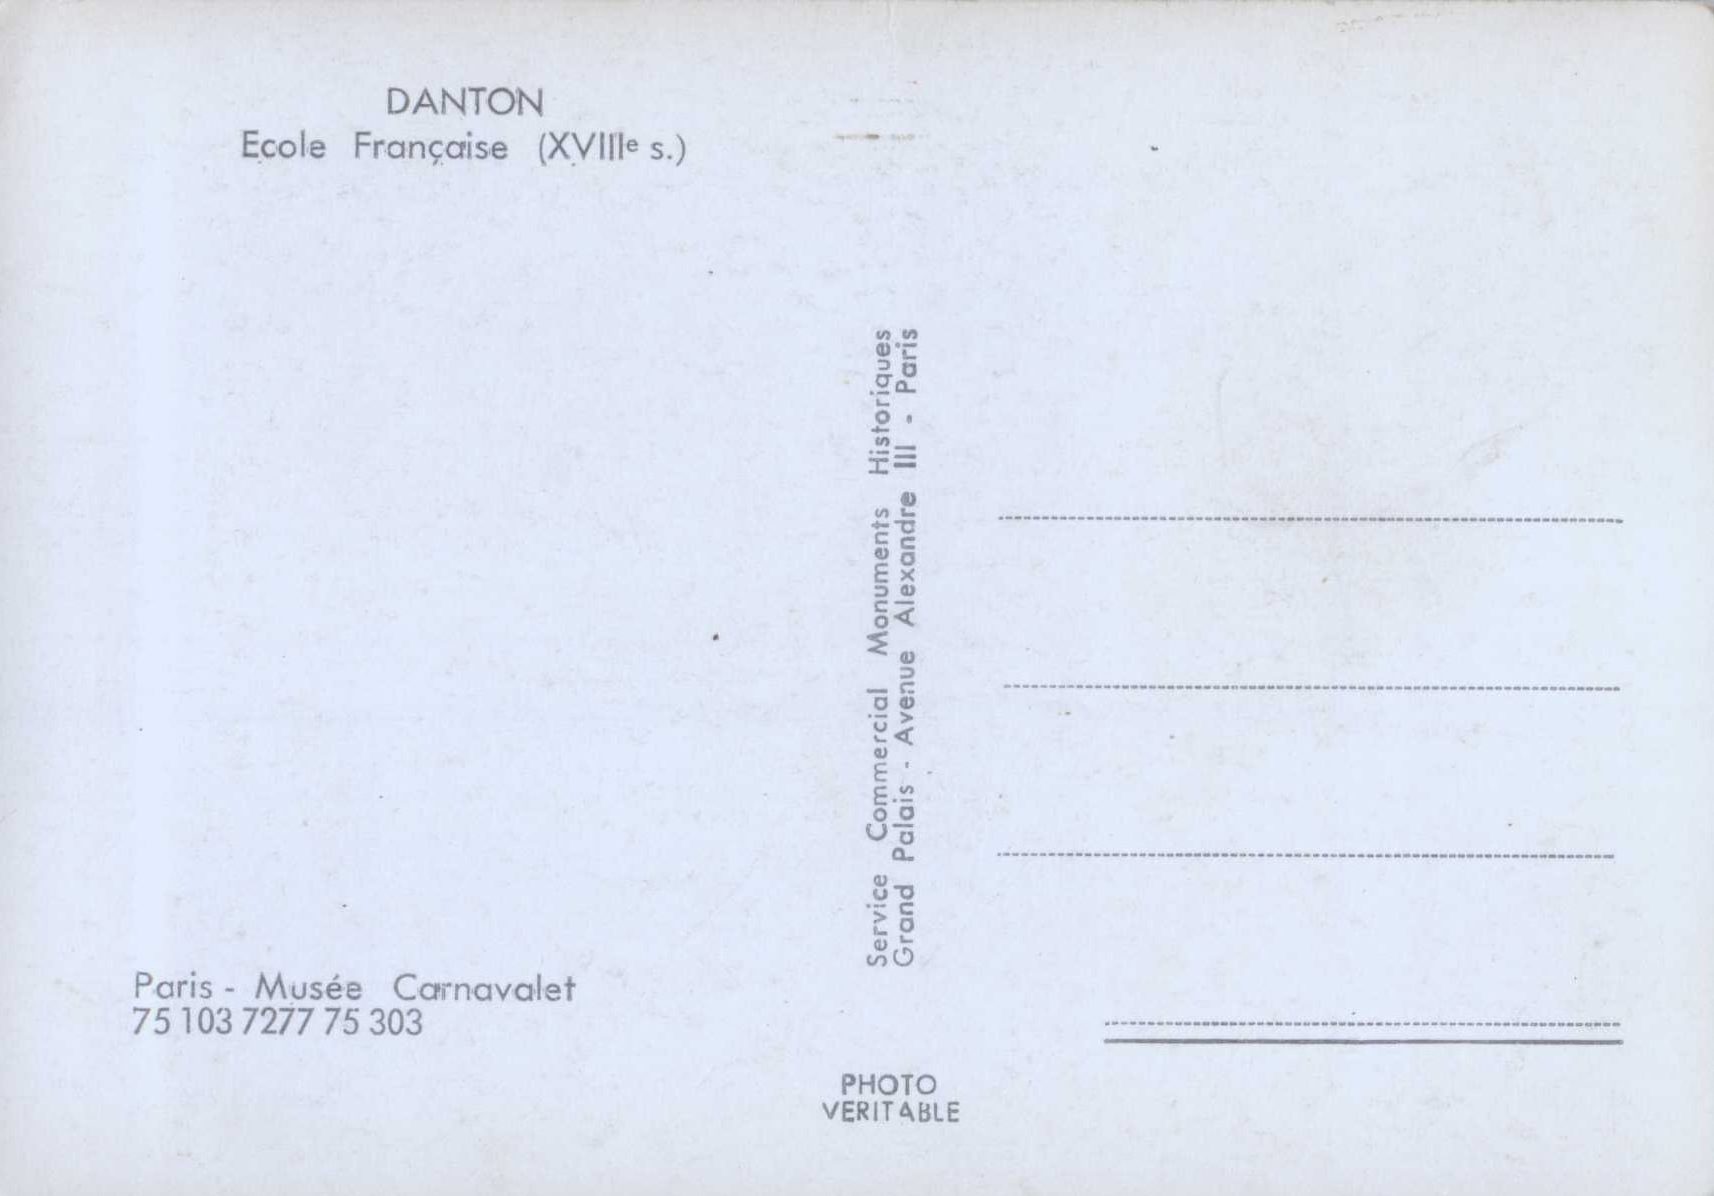 DANTON
Ecole Française (XVIIIe s.)
Service Commercial Monuments Historiques
Grand Palais - Avenue Alexandre III - Paris
Paris - Musée Carnavalet
75 103 7277 75 303
PHOTO
VERITABLE